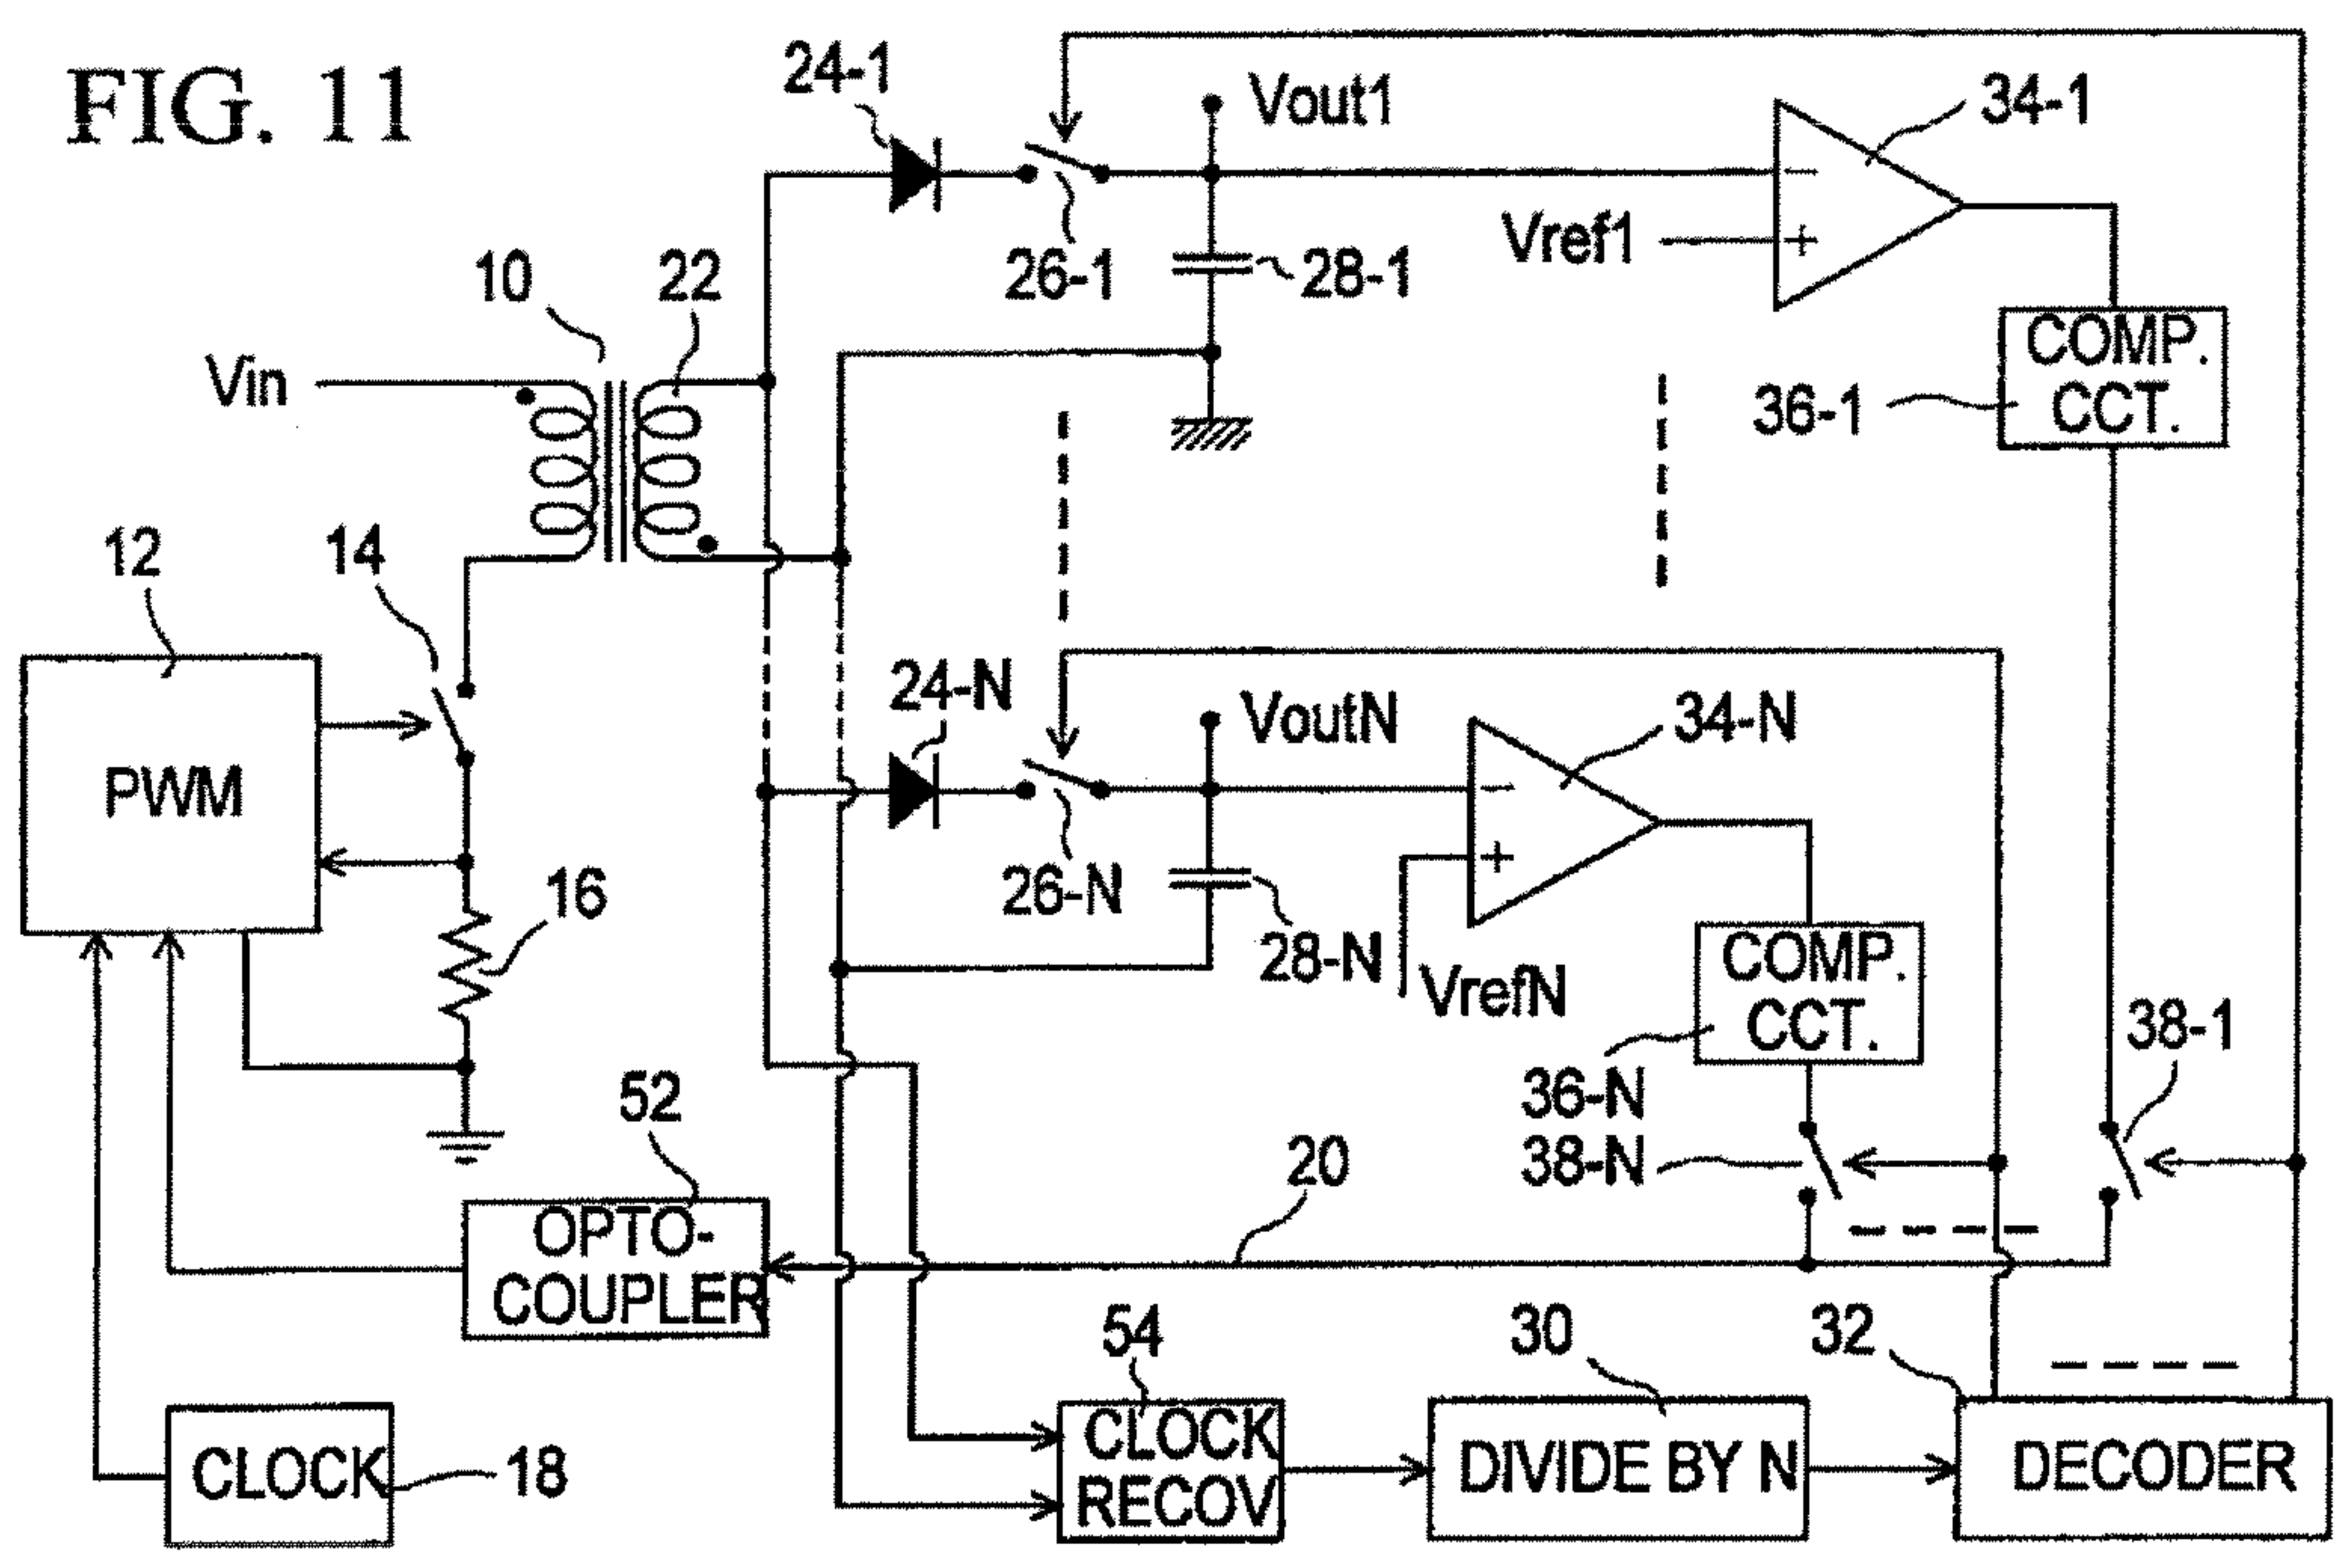 FIG. 11
24-1
Vout1
34-1
Vref1
26-1
28-1
10
22
Vin
COMP.
CCT.
36-1
12
14
24-N
VoutN
34-N
PWM
16
26-N
28-N
VrefN
COMP.
CCT.
36-N
38-1
52
20
38-N
OPTO-
COUPLER
54
30
32
CLOCK
18
CLOCK
RECOV
DIVIDE BY N
DECODER